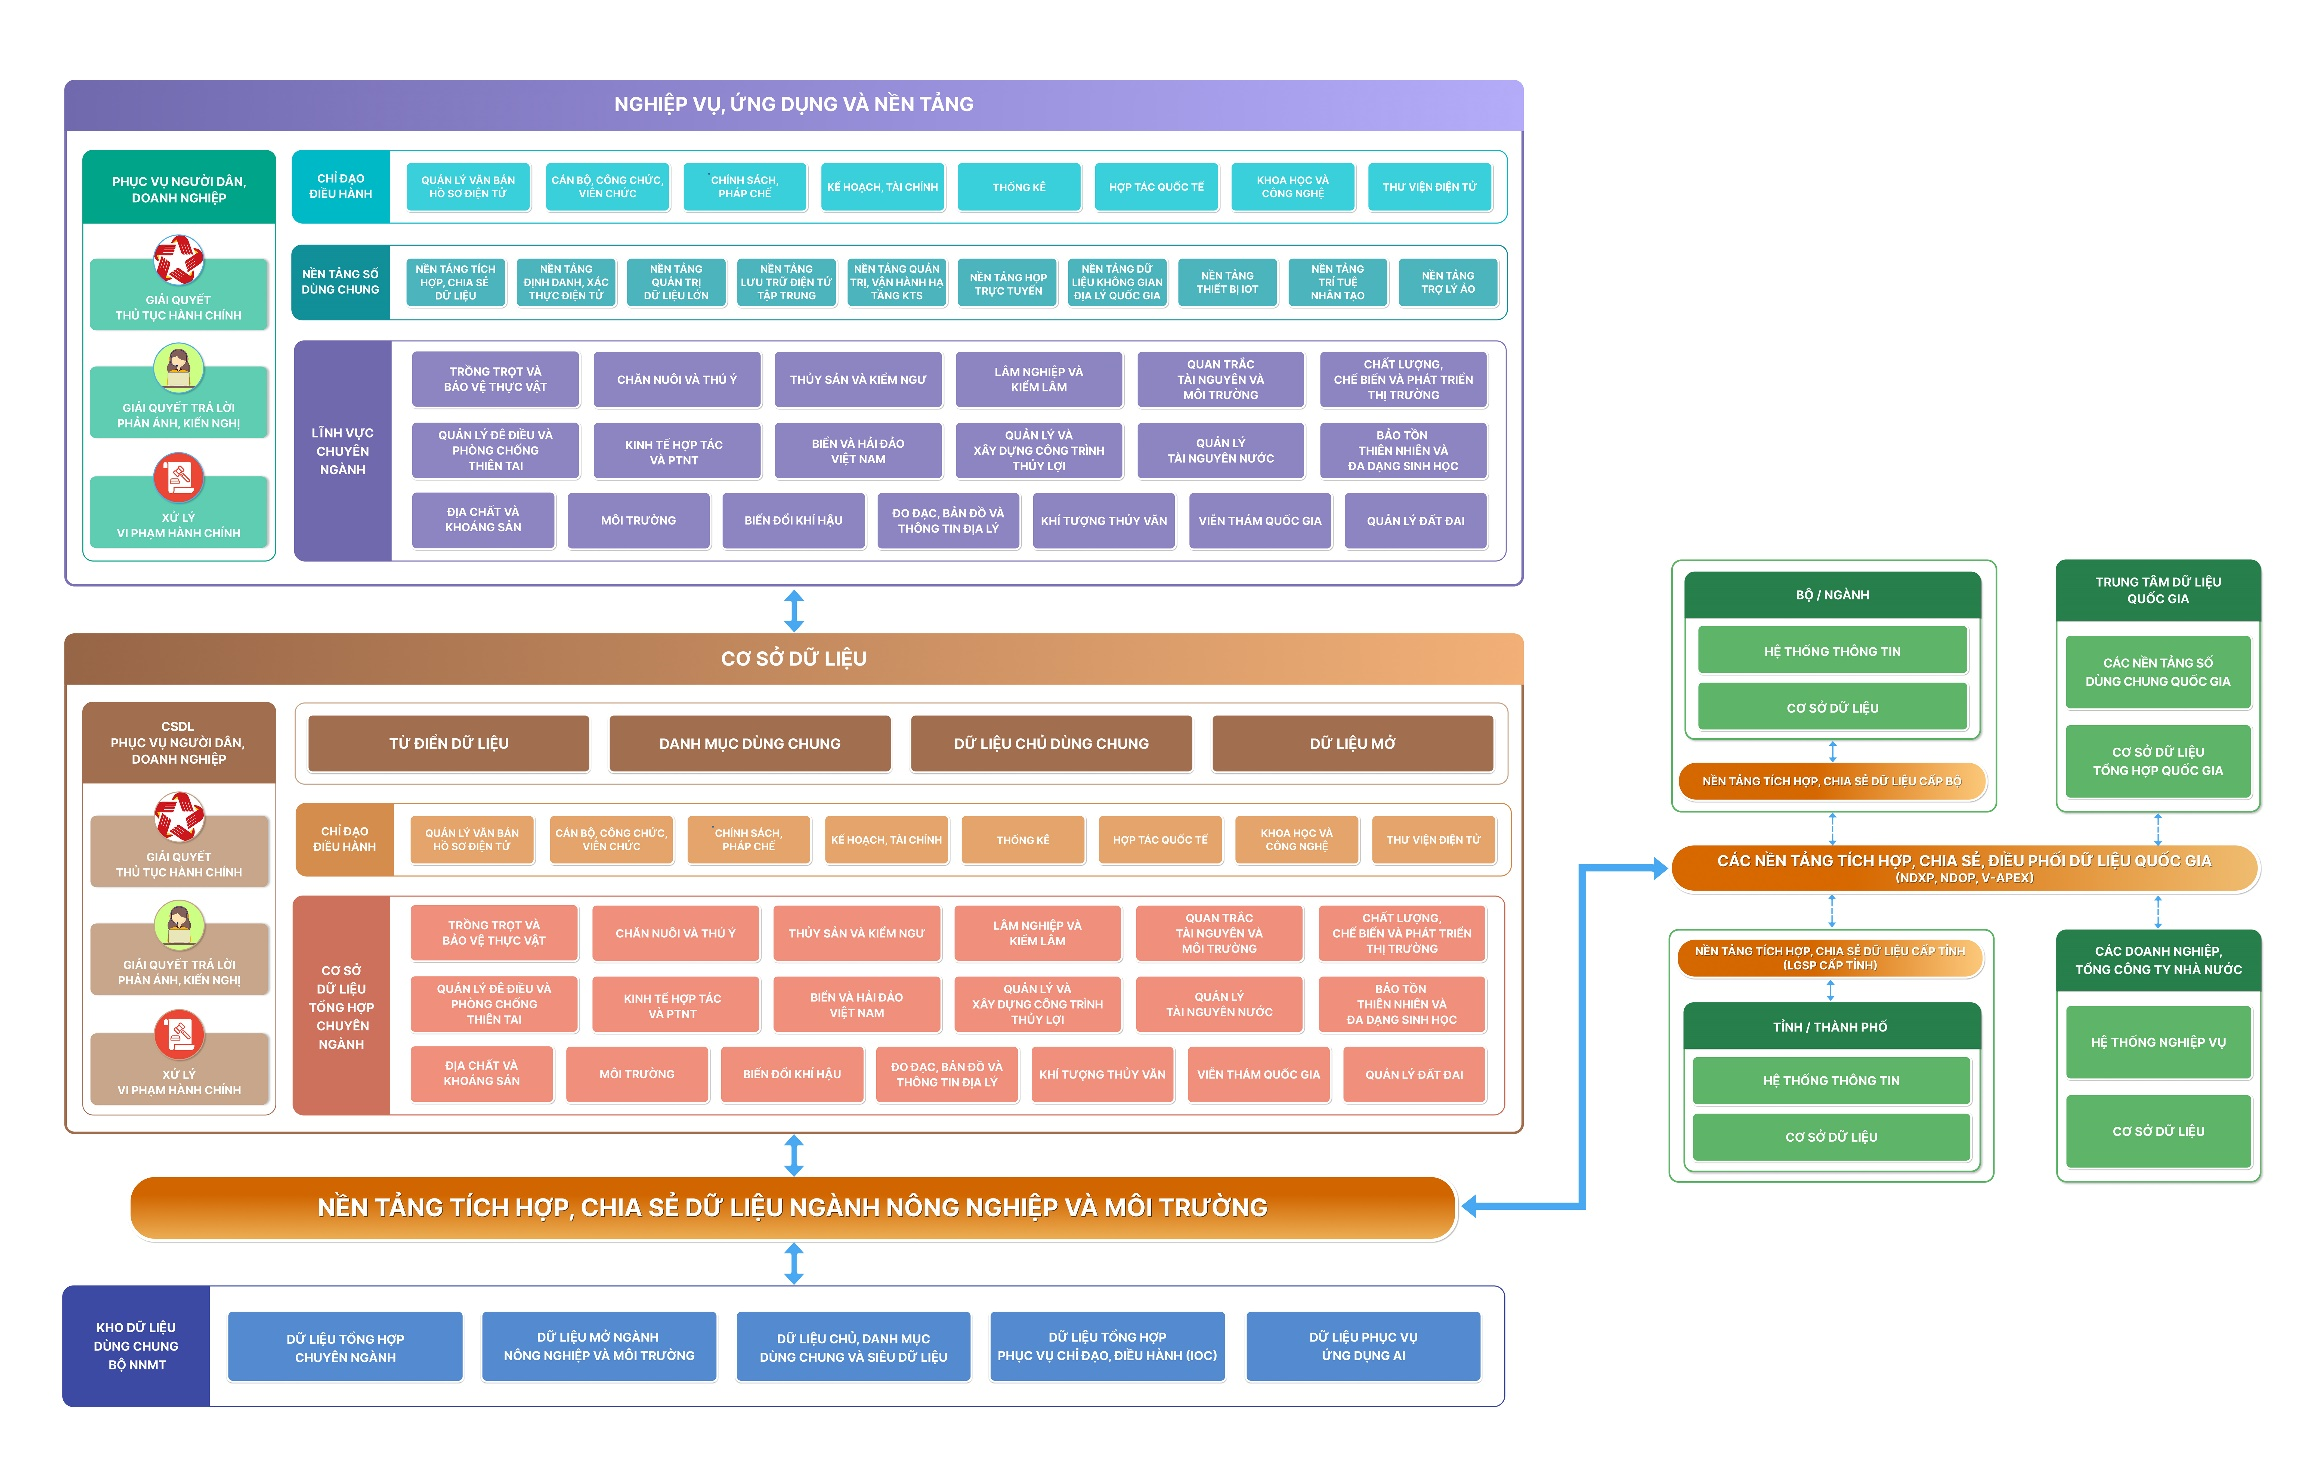 NGHIỆP VỤ, ỨNG DỤNG VÀ NỀN TẢNG
PHỤC VỤ NGƯỜI DÂN,
DOANH NGHIỆP
GIẢI QUYẾT
THỦ TỤC HÀNH CHÍNH
GIẢI QUYẾT TRẢ LỜI
PHẢN ÁNH, KIẾN NGHỊ
XỬ LÝ
VI PHẠM HÀNH CHÍNH
CHỈ ĐẠO
ĐIỀU HÀNH
QUẢN LÝ VĂN BẢN
HỒ SƠ ĐIỆN TỬ
CÁN BỘ, CÔNG CHỨC,
VIÊN CHỨC
CHÍNH SÁCH,
PHÁP CHẾ
KẾ HOẠCH, TÀI CHÍNH
THỐNG KÊ
HỢP TÁC QUỐC TẾ
KHOA HỌC VÀ
CÔNG NGHỆ
THƯ VIỆN ĐIỆN TỬ
NỀN TẢNG SỐ
DÙNG CHUNG
NỀN TẢNG TÍCH
HỢP, CHIA SẺ
DỮ LIỆU
NỀN TẢNG
ĐỊNH DANH, XÁC
THỰC ĐIỆN TỬ
NỀN TẢNG
QUẢN TRỊ
DỮ LIỆU LỚN
NỀN TẢNG
LƯU TRỮ ĐIỆN TỬ
TẬP TRUNG
NỀN TẢNG QUẢN
TRỊ, VẬN HÀNH HẠ
TẦNG KTS
NỀN TẢNG HỌP
TRỰC TUYẾN
NỀN TẢNG DỮ
LIỆU KHÔNG GIAN
ĐỊA LÝ QUỐC GIA
NỀN TẢNG
THIẾT BỊ IOT
NỀN TẢNG
TRÍ TUỆ
NHÂN TẠO
NỀN TẢNG
TRỢ LÝ ẢO
LĨNH VỰC
CHUYÊN
NGÀNH
TRỒNG TRỌT VÀ
BẢO VỆ THỰC VẬT
CHĂN NUÔI VÀ THÚ Ý
THỦY SẢN VÀ KIỂM NGƯ
LÂM NGHIỆP VÀ
KIỂM LÂM
QUAN TRẮC
TÀI NGUYÊN VÀ
MÔI TRƯỜNG
CHẤT LƯỢNG,
CHẾ BIẾN VÀ PHÁT TRIỂN
THỊ TRƯỜNG
QUẢN LÝ ĐÊ ĐIỀU VÀ
PHÒNG CHỐNG
THIÊN TAI
KINH TẾ HỢP TÁC
VÀ PTNT
BIỂN VÀ HẢI ĐẢO
VIỆT NAM
QUẢN LÝ VÀ
XÂY DỰNG CÔNG TRÌNH
THỦY LỢI
QUẢN LÝ
TÀI NGUYÊN NƯỚC
BẢO TỒN
THIÊN NHIÊN VÀ
ĐA DẠNG SINH HỌC
ĐỊA CHẤT VÀ
KHOÁNG SẢN
MÔI TRƯỜNG
BIẾN ĐỔI KHÍ HẬU
ĐO ĐẠC, BẢN ĐỒ VÀ
THÔNG TIN ĐỊA LÝ
KHÍ TƯỢNG THỦY VĂN
VIỄN THÁM QUỐC GIA
QUẢN LÝ ĐẤT ĐAI
CƠ SỞ DỮ LIỆU
CSDL
PHỤC VỤ NGƯỜI DÂN,
DOANH NGHIỆP
GIẢI QUYẾT
THỦ TỤC HÀNH CHÍNH
GIẢI QUYẾT TRẢ LỜI
PHẢN ÁNH, KIẾN NGHỊ
XỬ LÝ
VI PHẠM HÀNH CHÍNH
TỪ ĐIỂN DỮ LIỆU
DANH MỤC DÙNG CHUNG
DỮ LIỆU CHỦ DÙNG CHUNG
DỮ LIỆU MỞ
CHỈ ĐẠO
ĐIỀU HÀNH
QUẢN LÝ VĂN BẢN
HỒ SƠ ĐIỆN TỬ
CÁN BỘ, CÔNG CHỨC,
VIÊN CHỨC
CHÍNH SÁCH,
PHÁP CHẾ
KẾ HOẠCH, TÀI CHÍNH
THỐNG KÊ
HỢP TÁC QUỐC TẾ
KHOA HỌC VÀ
CÔNG NGHỆ
THƯ VIỆN ĐIỆN TỬ
CƠ SỞ
DỮ LIỆU
TỔNG HỢP
CHUYÊN
NGÀNH
TRỒNG TRỌT VÀ
BẢO VỆ THỰC VẬT
CHĂN NUÔI VÀ THÚ Ý
THỦY SẢN VÀ KIỂM NGƯ
LÂM NGHIỆP VÀ
KIỂM LÂM
QUAN TRẮC
TÀI NGUYÊN VÀ
MÔI TRƯỜNG
CHẤT LƯỢNG,
CHẾ BIẾN VÀ PHÁT TRIỂN
THỊ TRƯỜNG
QUẢN LÝ ĐÊ ĐIỀU VÀ
PHÒNG CHỐNG
THIÊN TAI
KINH TẾ HỢP TÁC
VÀ PTNT
BIỂN VÀ HẢI ĐẢO
VIỆT NAM
QUẢN LÝ VÀ
XÂY DỰNG CÔNG TRÌNH
THỦY LỢI
QUẢN LÝ
TÀI NGUYÊN NƯỚC
BẢO TỒN
THIÊN NHIÊN VÀ
ĐA DẠNG SINH HỌC
ĐỊA CHẤT VÀ
KHOÁNG SẢN
MÔI TRƯỜNG
BIẾN ĐỔI KHÍ HẬU
ĐO ĐẠC, BẢN ĐỒ VÀ
THÔNG TIN ĐỊA LÝ
KHÍ TƯỢNG THỦY VĂN
VIỄN THÁM QUỐC GIA
QUẢN LÝ ĐẤT ĐAI
NỀN TẢNG TÍCH HỢP, CHIA SẺ DỮ LIỆU NGÀNH NÔNG NGHIỆP VÀ MÔI TRƯỜNG
KHO DỮ LIỆU
DÙNG CHUNG
BỘ NNMT
DỮ LIỆU TỔNG HỢP
CHUYÊN NGÀNH
DỮ LIỆU MỞ NGÀNH
NÔNG NGHIỆP VÀ MÔI TRƯỜNG
DỮ LIỆU CHỦ, DANH MỤC
DÙNG CHUNG VÀ SIÊU DỮ LIỆU
DỮ LIỆU TỔNG HỢP
PHỤC VỤ CHỈ ĐẠO, ĐIỀU HÀNH (IOC)
DỮ LIỆU PHỤC VỤ
ỨNG DỤNG AI
BỘ / NGÀNH
HỆ THỐNG THÔNG TIN
CƠ SỞ DỮ LIỆU
NỀN TẢNG TÍCH HỢP, CHIA SẺ DỮ LIỆU CẤP BỘ
TRUNG TÂM DỮ LIỆU
QUỐC GIA
CÁC NỀN TẢNG SỐ
DÙNG CHUNG QUỐC GIA
CƠ SỞ DỮ LIỆU
TỔNG HỢP QUỐC GIA
CÁC NỀN TẢNG TÍCH HỢP, CHIA SẺ, ĐIỀU PHỐI DỮ LIỆU QUỐC GIA
(NDXP, NDOP, V-APEX)
NỀN TẢNG TÍCH HỢP, CHIA SẺ DỮ LIỆU CẤP TỈNH
(LGSP CẤP TỈNH)
TỈNH / THÀNH PHỐ
HỆ THỐNG THÔNG TIN
CƠ SỞ DỮ LIỆU
CÁC DOANH NGHIỆP,
TỔNG CÔNG TY NHÀ NƯỚC
HỆ THỐNG NGHIỆP VỤ
CƠ SỞ DỮ LIỆU